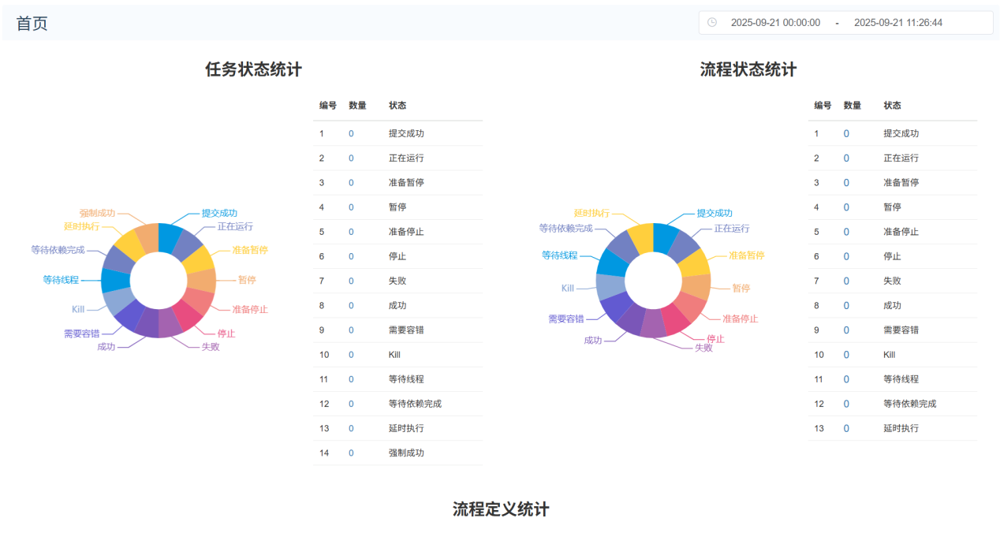 首页
2025-09-21 00:00:00 - 2025-09-21 11:26:44
任务状态统计
强制成功
提交成功
延时执行
正在运行
等待依赖完成
准备暂停
等待线程
暂停
Kill
准备停止
需要容错
停止
成功
失败
编号 数量 状态
1 0 提交成功
2 0 正在运行
3 0 准备暂停
4 0 暂停
5 0 准备停止
6 0 停止
7 0 失败
8 0 成功
9 0 需要容错
10 0 Kill
11 0 等待线程
12 0 等待依赖完成
13 0 延时执行
14 0 强制成功
流程状态统计
延时执行
提交成功
等待依赖完成
正在运行
等待线程
准备暂停
Kill
暂停
需要容错
准备停止
成功
停止
失败
编号 数量 状态
1 0 提交成功
2 0 正在运行
3 0 准备暂停
4 0 暂停
5 0 准备停止
6 0 停止
7 0 失败
8 0 成功
9 0 需要容错
10 0 Kill
11 0 等待线程
12 0 等待依赖完成
13 0 延时执行
流程定义统计